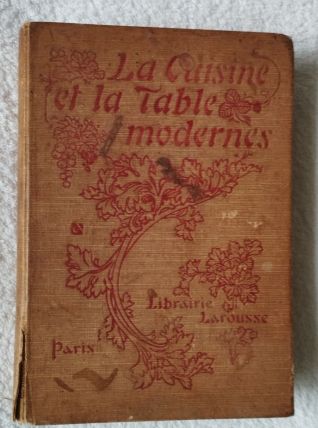 La Cuisine
et la Table
modernes
Librairie
Larousse
Paris